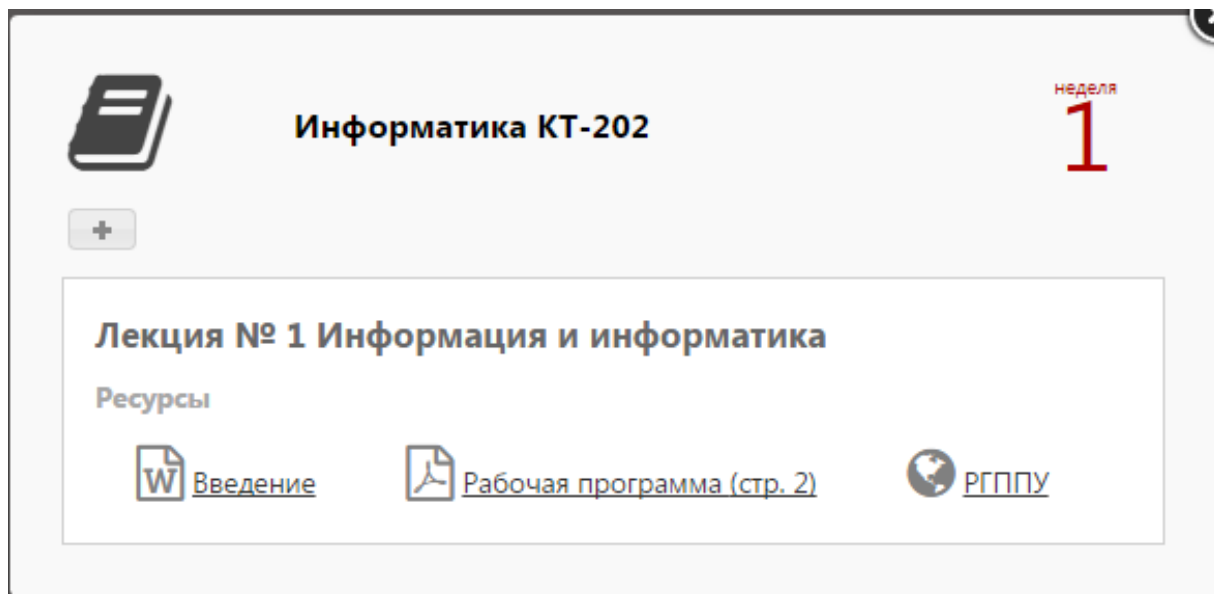 неделя
Информатика КТ-202
1
Лекция № 1 Информация и информатика
Ресурсы
W Введение Рабочая программа (стр. 2) РГППУ